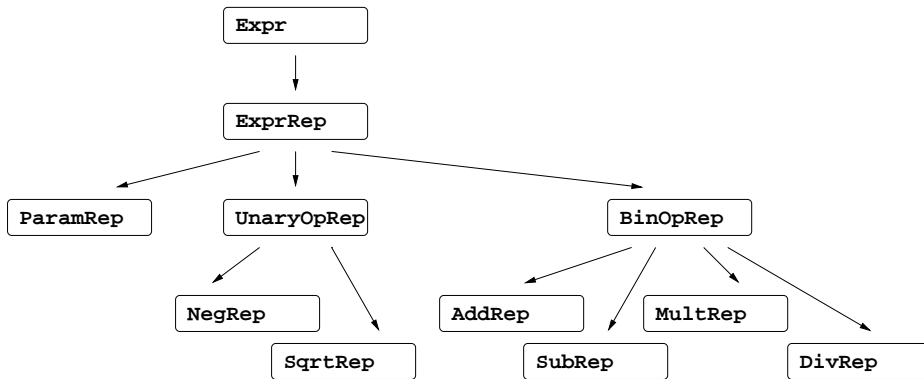 Expr
ExprRep
ParamRep
UnaryOpRep
BinOpRep
NegRep
AddRep
MultRep
SqrtRep
SubRep
DivRep